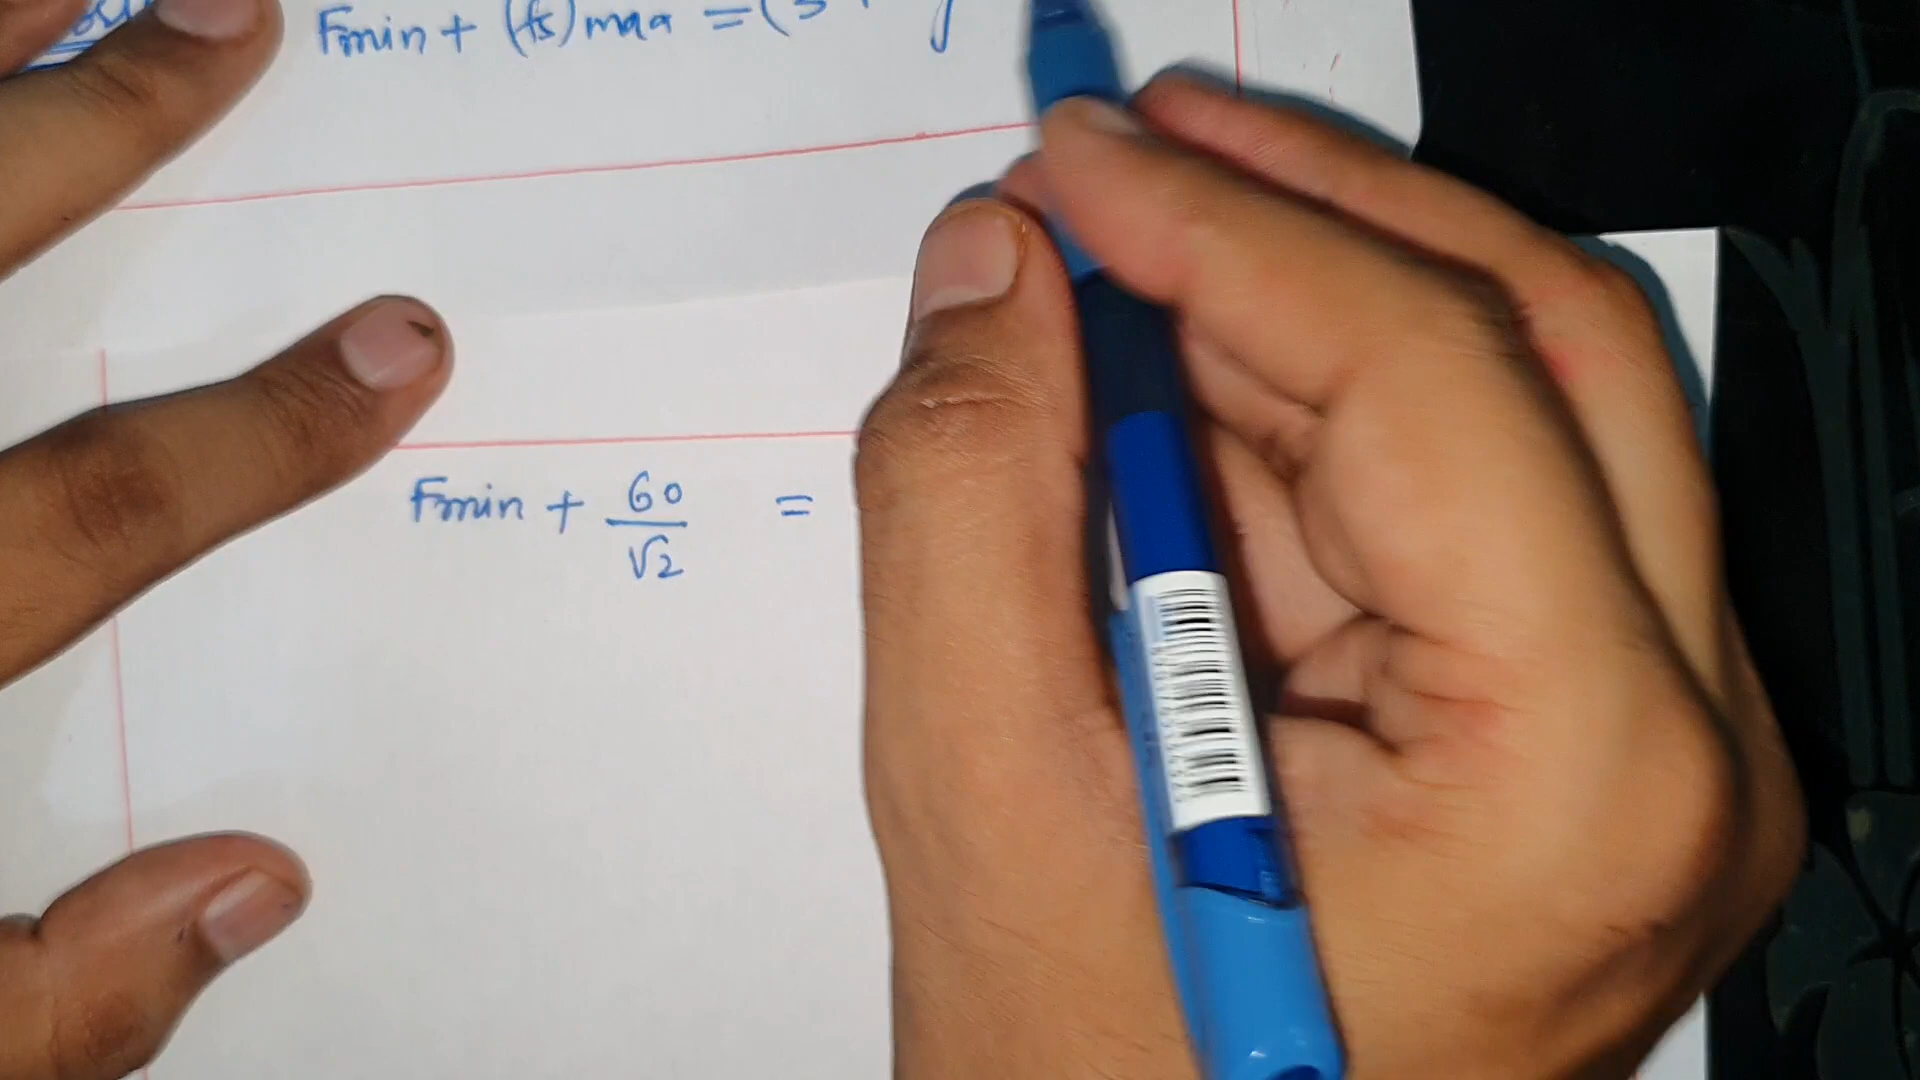 Fmin + (fs)max = (3 + g
Fmin + 60/√2 =